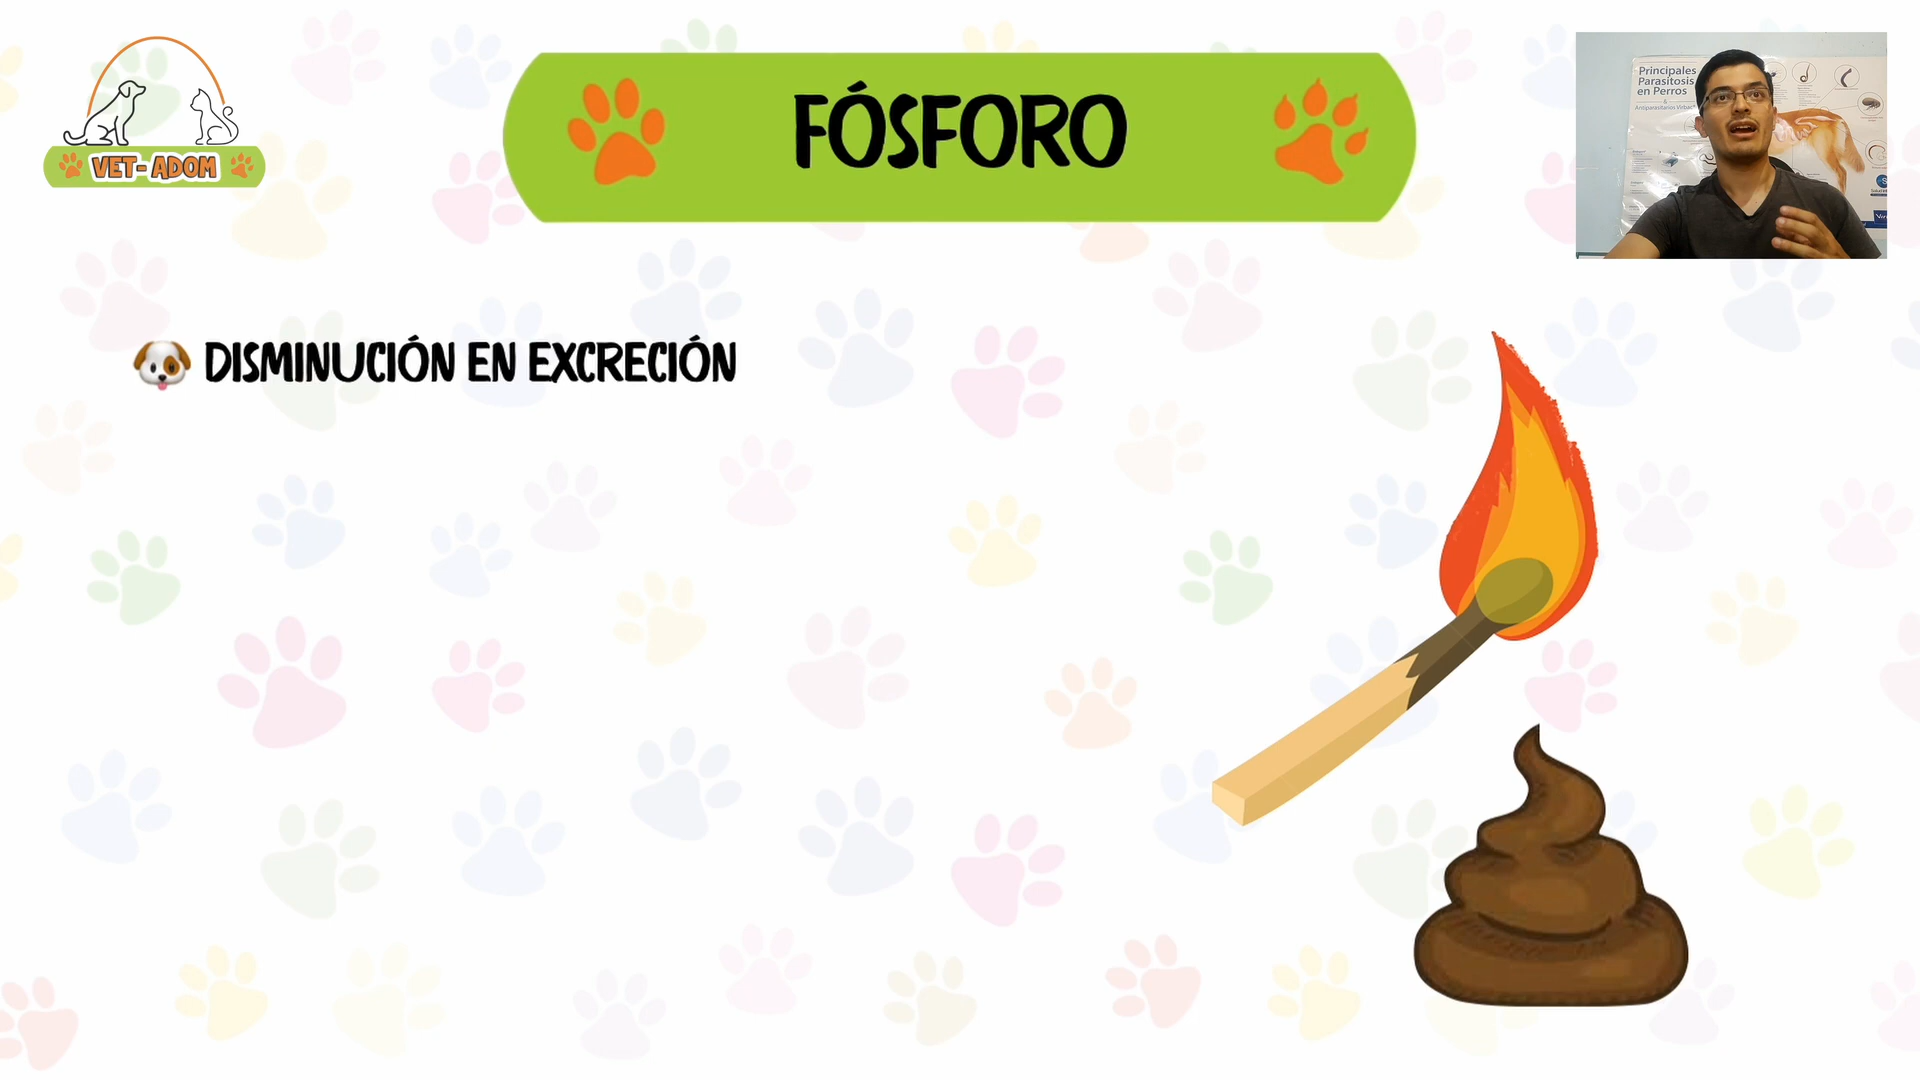 VET-ADOM
FÓSFORO
Principales
Parasitosis
en Perros
DISMINUCIÓN EN EXCRECIÓN